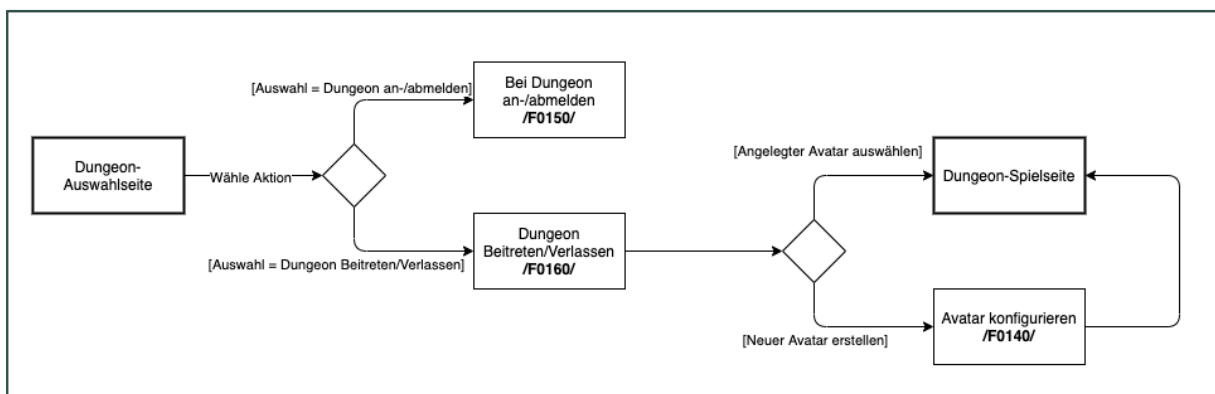 [Auswahl = Dungeon an-/abmelden]
Bei Dungeon
an-/abmelden
/F0150/
Dungeon-
Auswahlseite
Wähle Aktion
[Auswahl = Dungeon Beitreten/Verlassen]
Dungeon
Beitreten/Verlassen
/F0160/
[Angelegter Avatar auswählen]
Dungeon-Spielseite
[Neuer Avatar erstellen]
Avatar konfigurieren
/F0140/